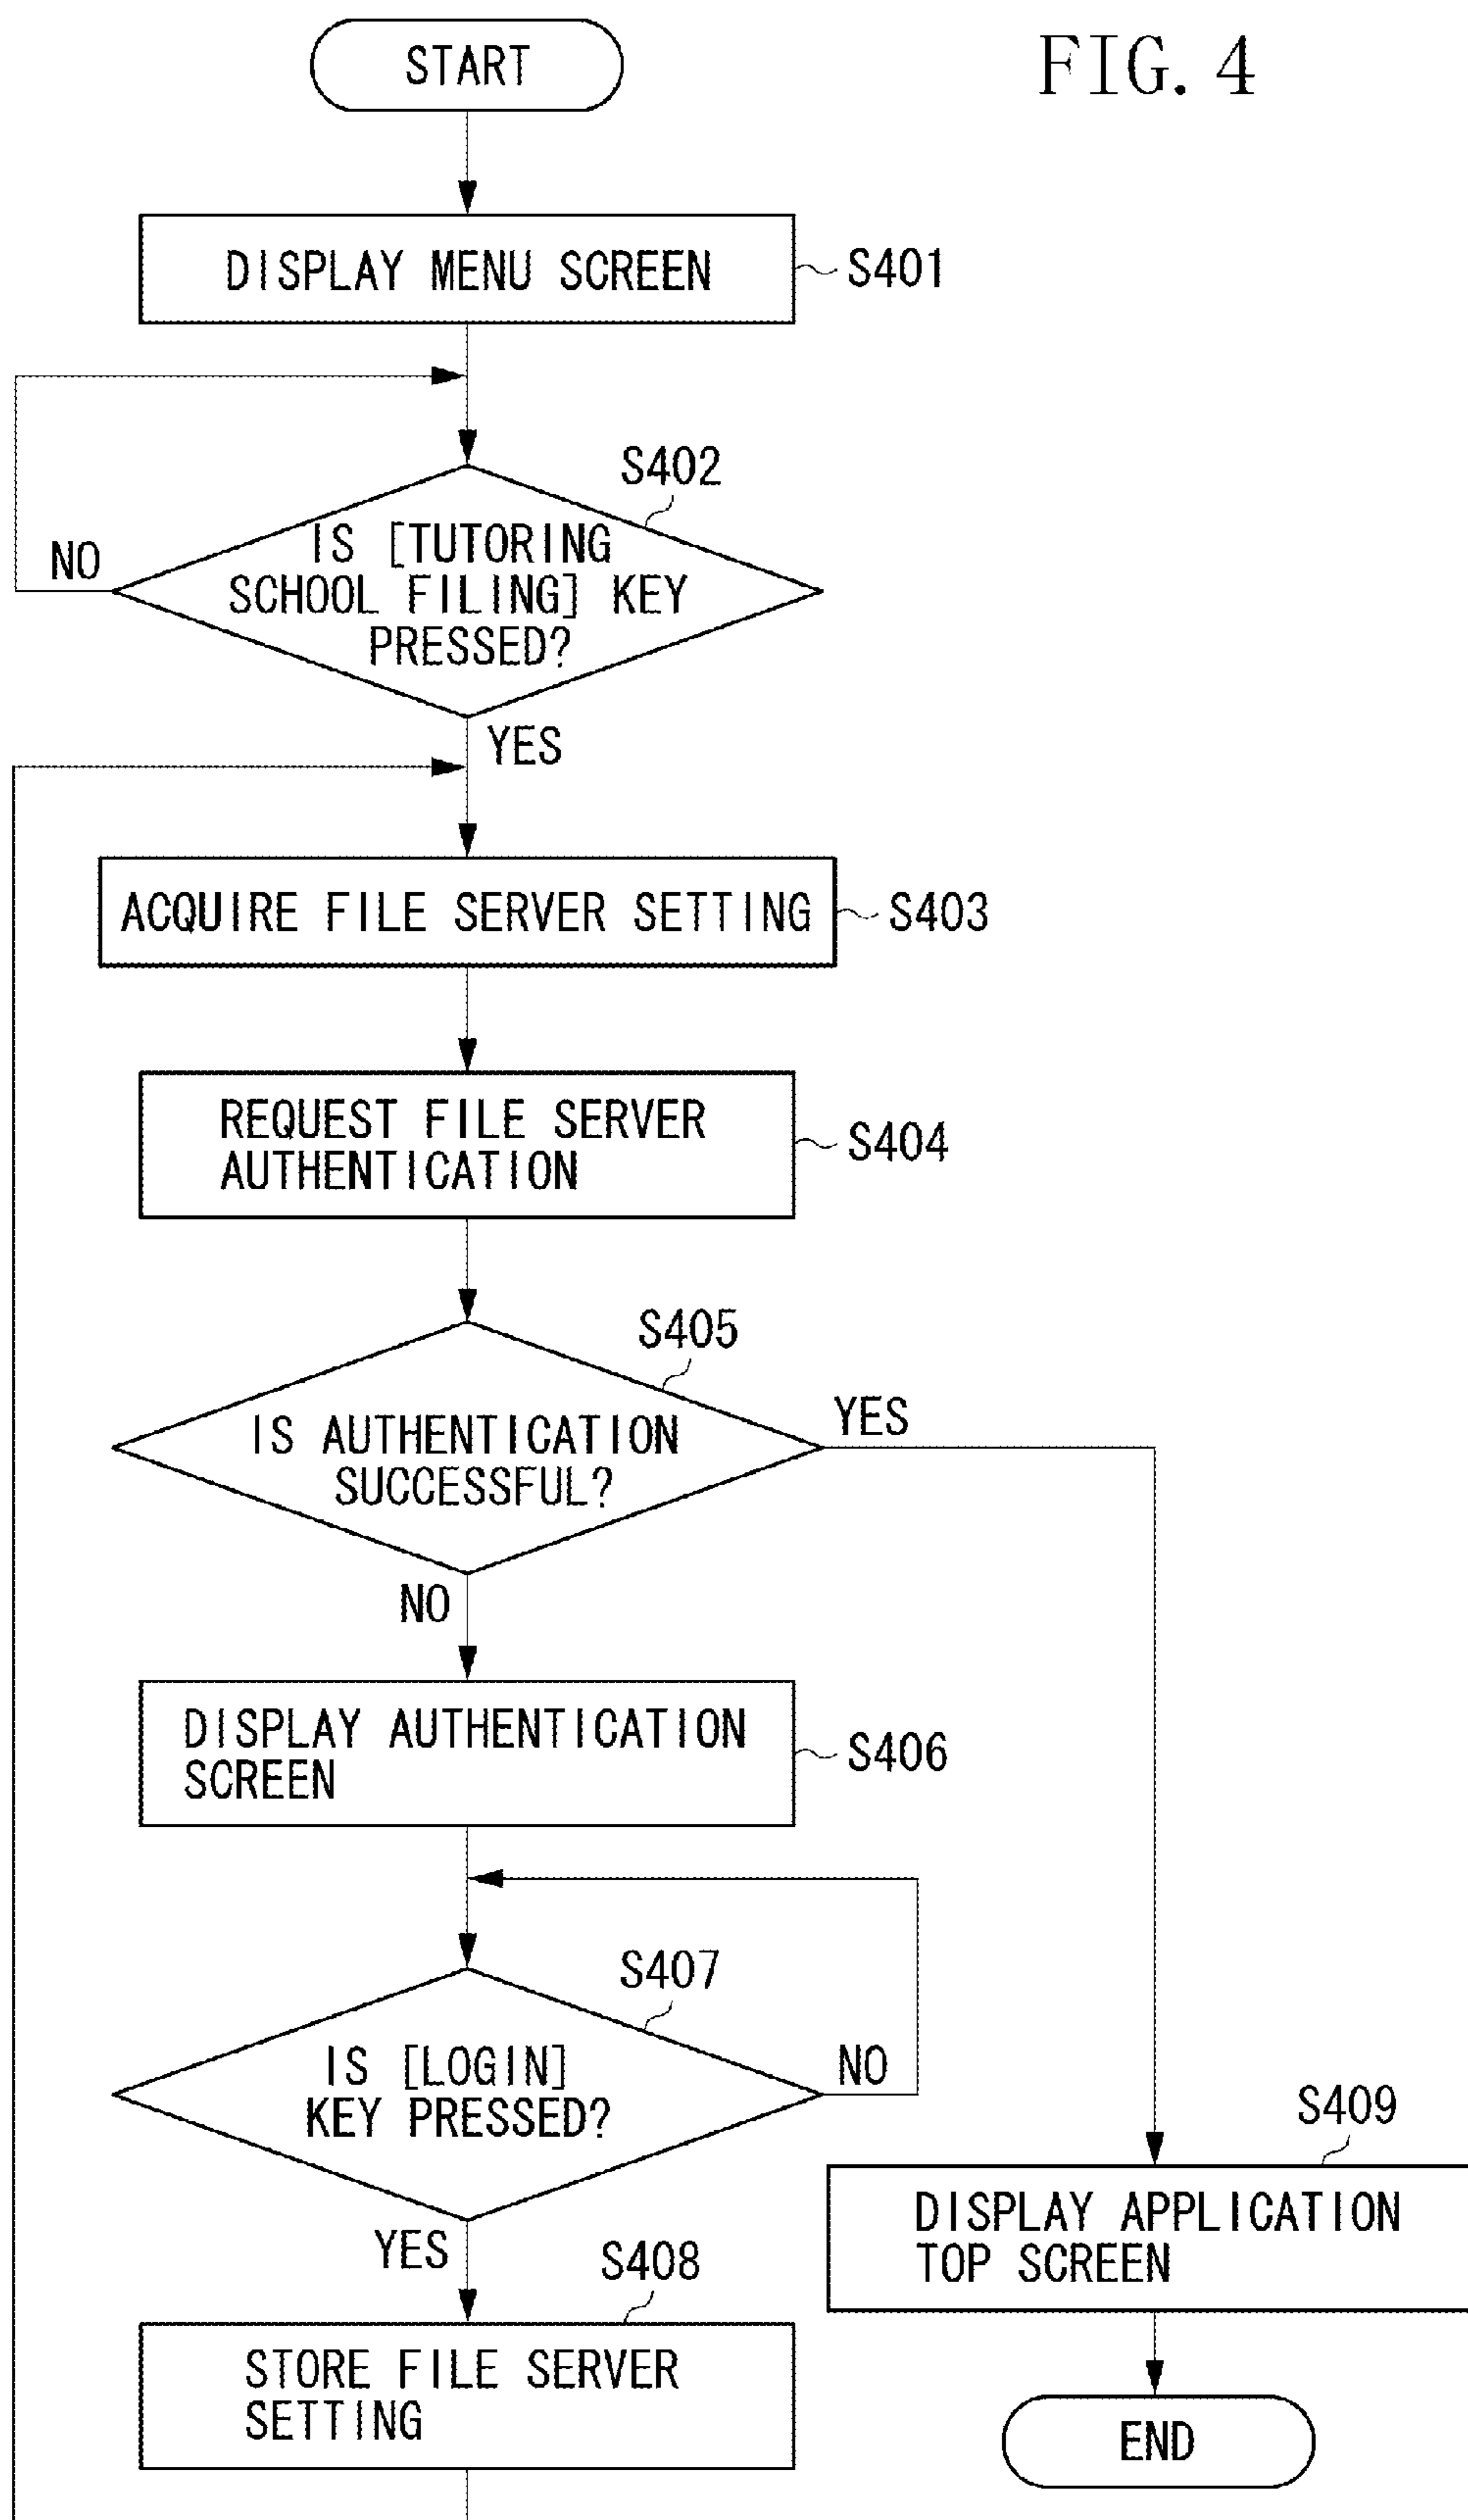 FIG. 4
START
DISPLAY MENU SCREEN
S401
S402
IS [TUTORING
SCHOOL FILING] KEY
PRESSED?
NO
YES
ACQUIRE FILE SERVER SETTING
S403
REQUEST FILE SERVER
AUTHENTICATION
S404
S405
IS AUTHENTICATION
SUCCESSFUL?
YES
NO
DISPLAY AUTHENTICATION
SCREEN
S406
S407
IS [LOGIN]
KEY PRESSED?
NO
YES
S408
STORE FILE SERVER
SETTING
S409
DISPLAY APPLICATION
TOP SCREEN
END